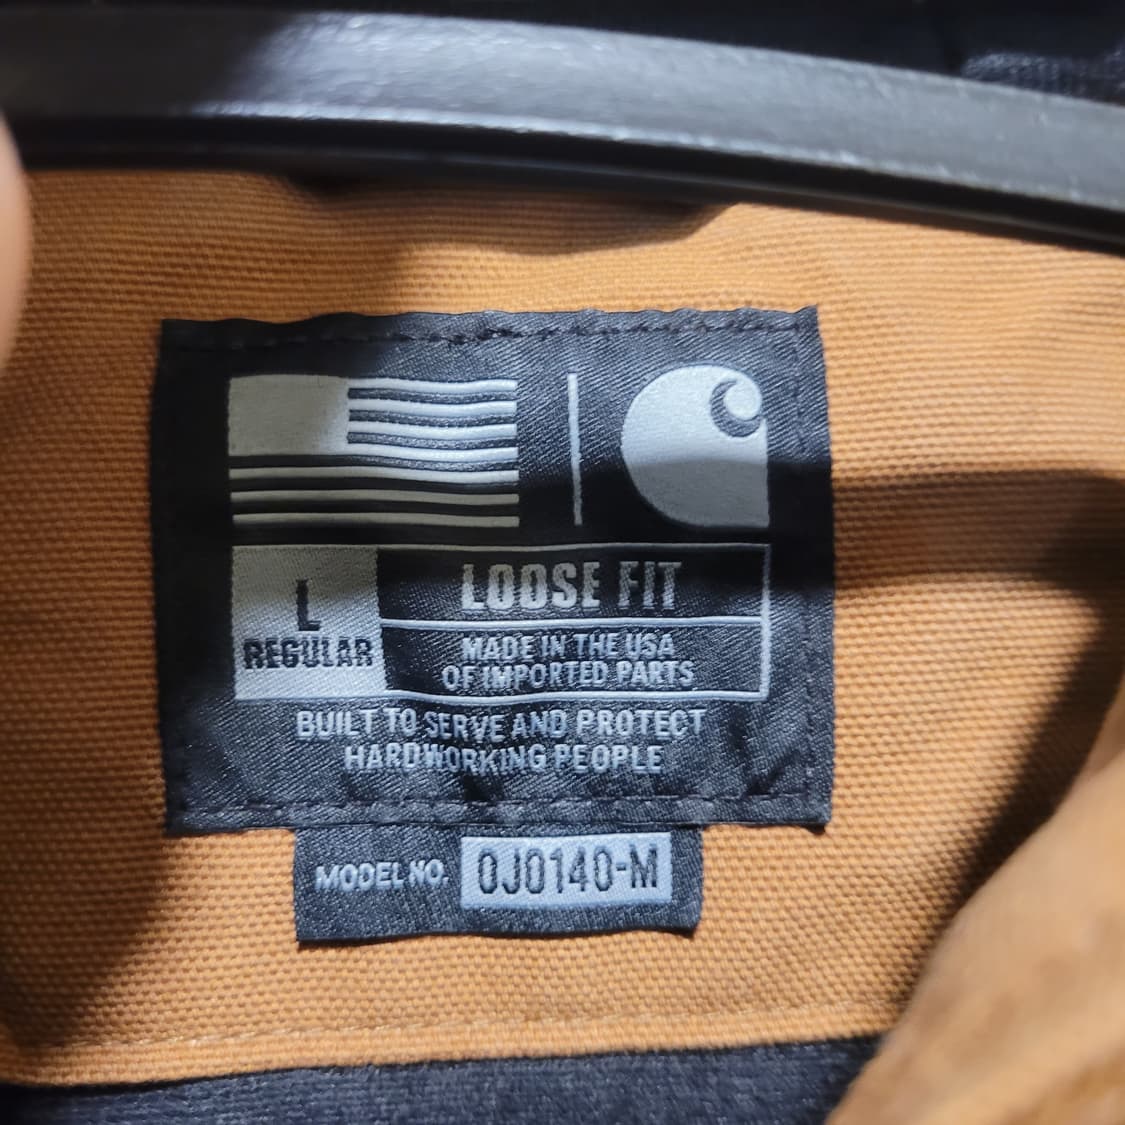 L
REGULAR
LOOSE FIT
MADE IN THE USA
OF IMPORTED PARTS
BUILT TO SERVE AND PROTECT
HARDWORKING PEOPLE
MODEL NO. 0J0140-M